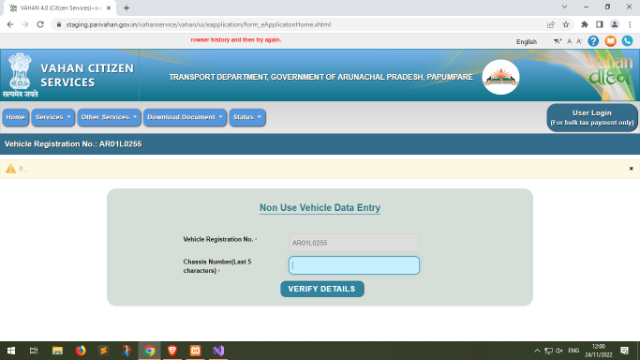 VAHAN 4.0 (Citizen Services)
staging.parivahan.gov.in/vahanservice/vahan/ui/eapplication/form_eApplicatonHome.xhtml
rowser history and then try again.
English A- A A+
VAHAN CITIZEN
SERVICES
सत्यमेव जयते
TRANSPORT DEPARTMENT, GOVERNMENT OF ARUNACHAL PRADESH, PAPUMPARE
Vahan
वाहन
Home Services Other Services Download Document Status
User Login
(For bulk tax payment only)
Vehicle Registration No.: AR01L0255
Non Use Vehicle Data Entry
Vehicle Registration No. * AR01L0255
Chassis Number(Last 5
characters) *
VERIFY DETAILS
ENG
12:00
24/11/2022